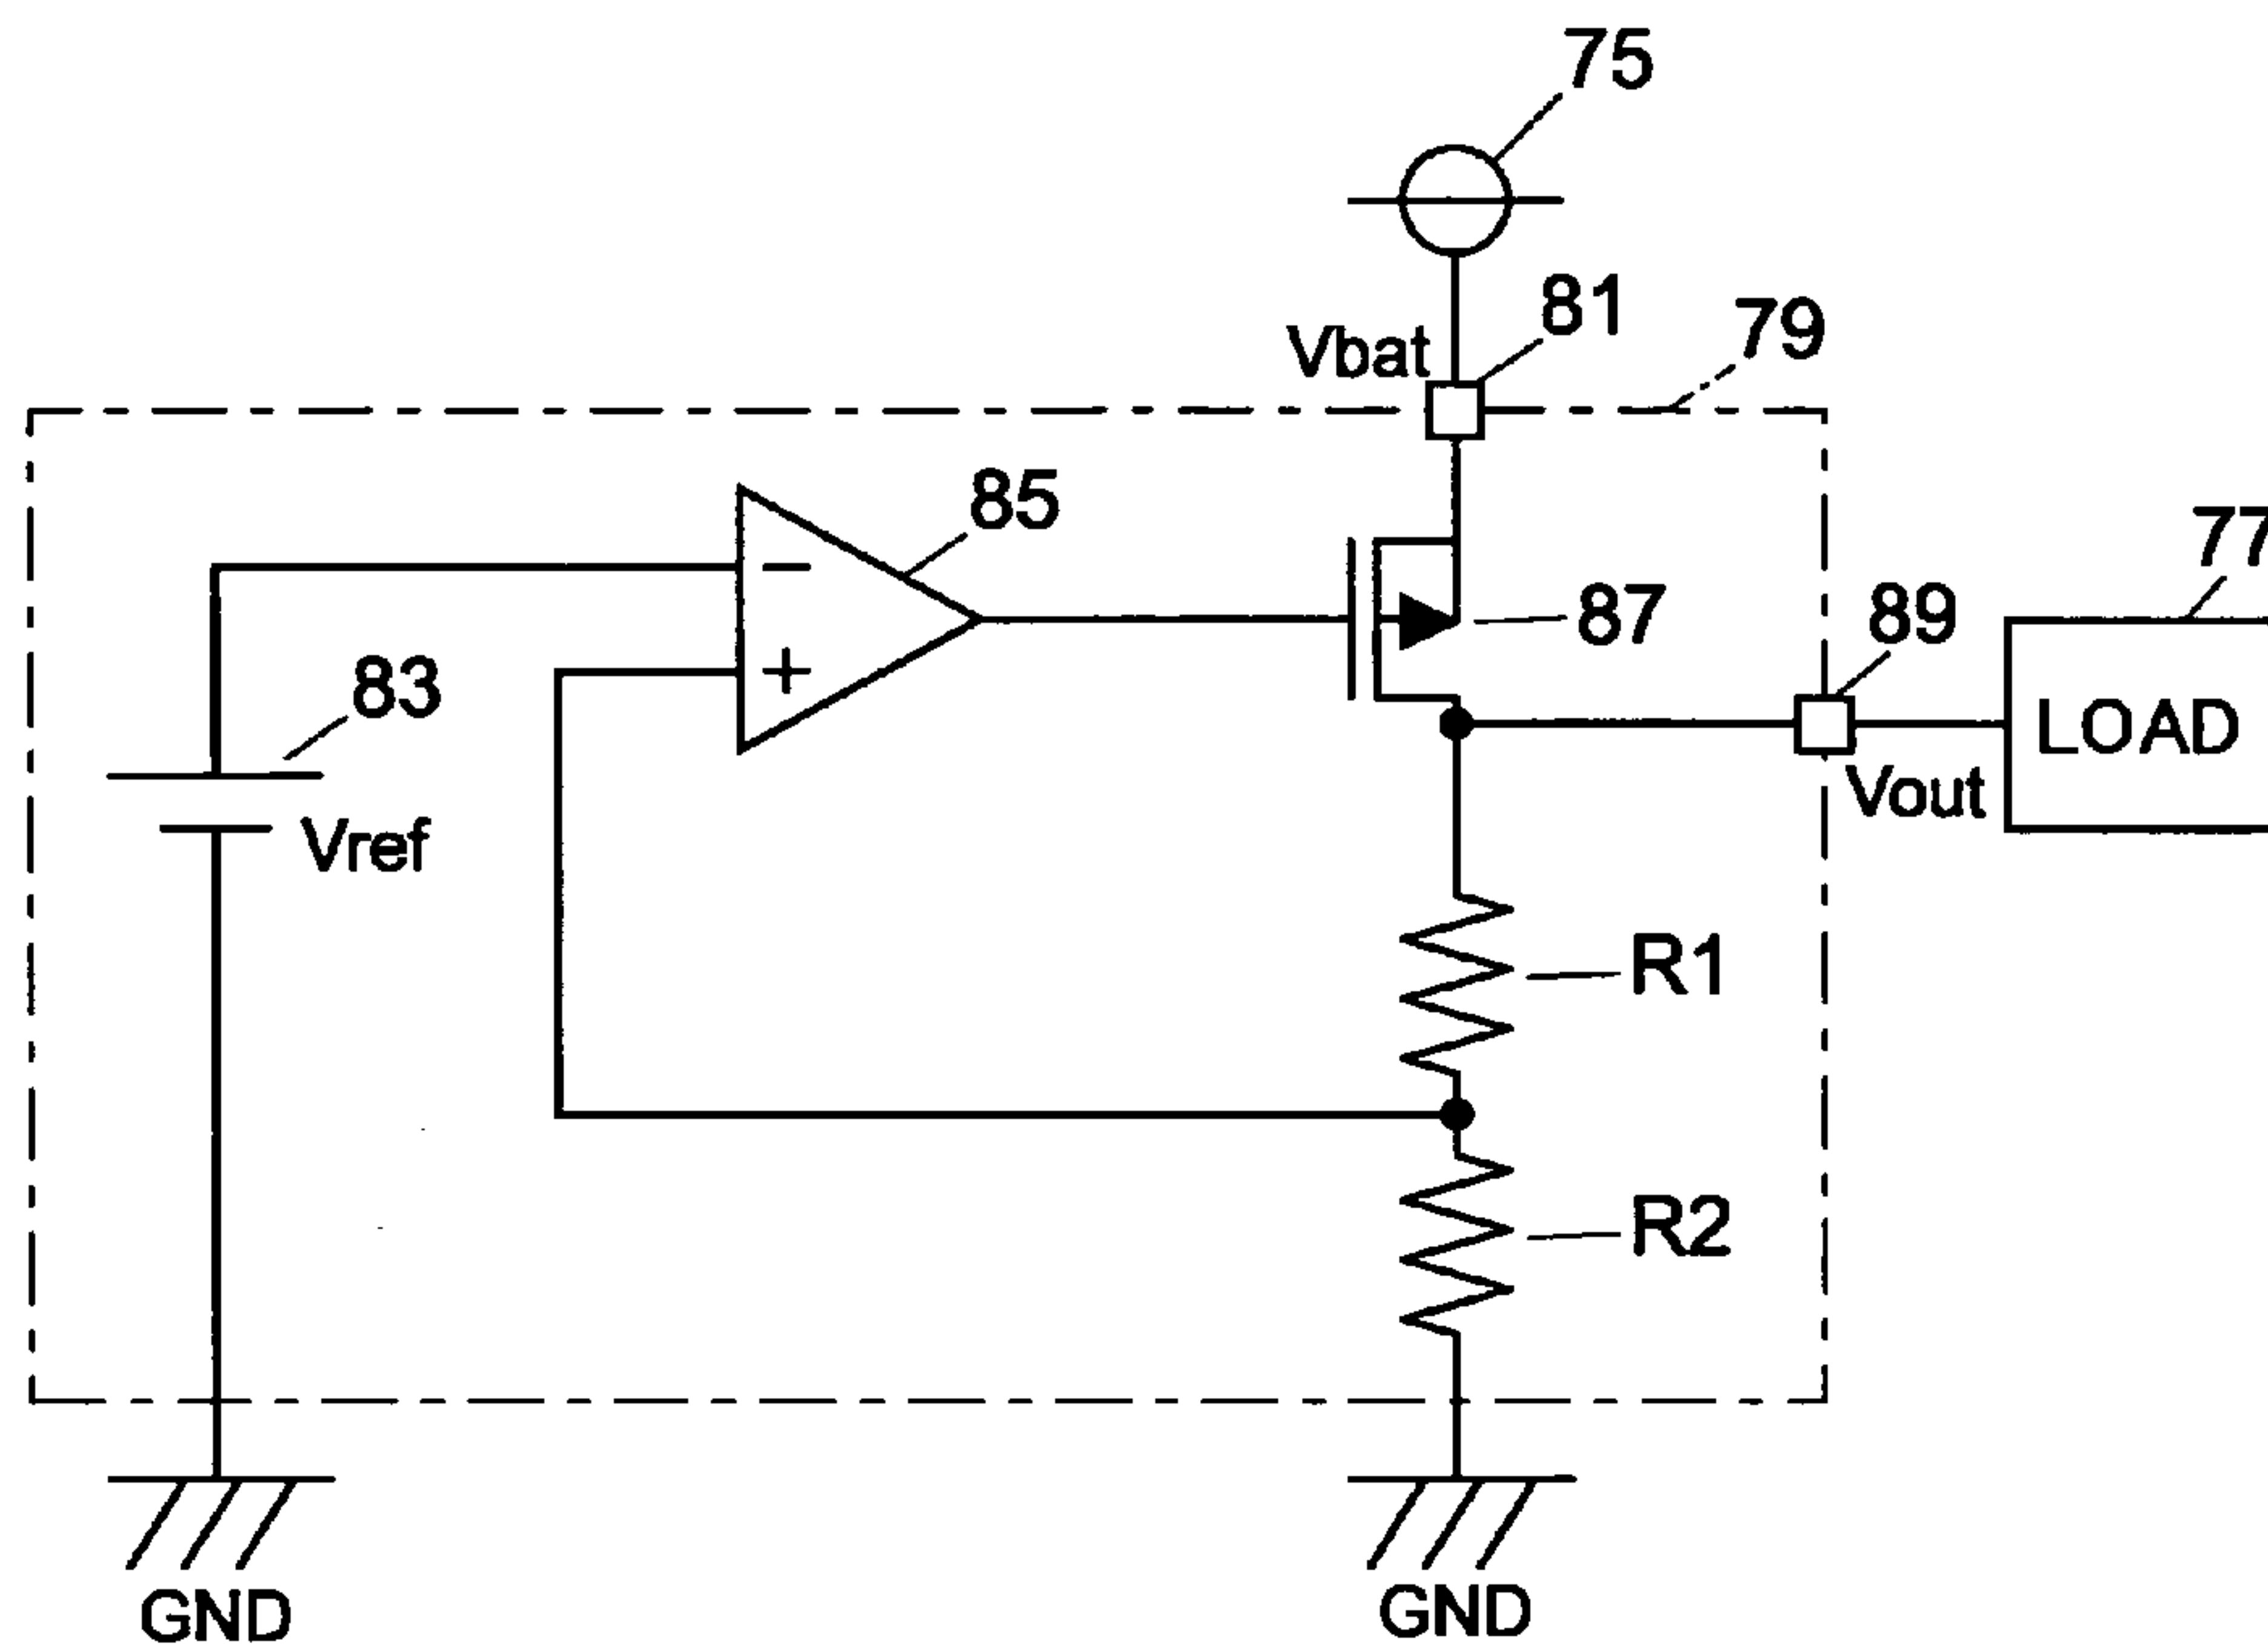 75
81
Vbat
79
85
77
87
89
83
LOAD
Vout
Vref
+
−
R1
R2
GND
GND